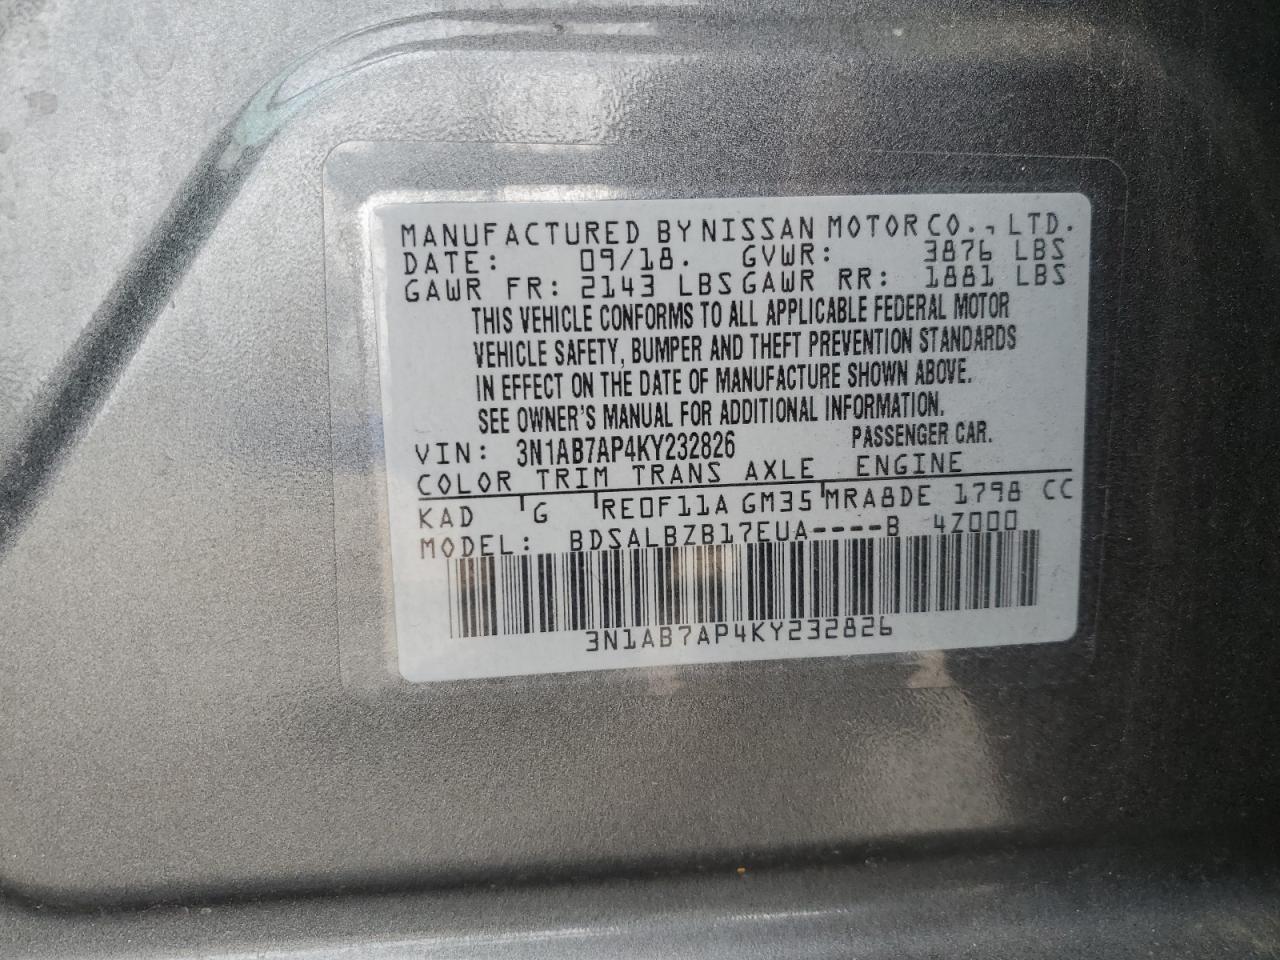 MANUFACTURED BY NISSAN MOTOR CO., LTD.
DATE: 09/18. GVWR: 3876 LBS
GAWR FR: 2143 LBS GAWR RR: 1881 LBS
THIS VEHICLE CONFORMS TO ALL APPLICABLE FEDERAL MOTOR
VEHICLE SAFETY, BUMPER AND THEFT PREVENTION STANDARDS
IN EFFECT ON THE DATE OF MANUFACTURE SHOWN ABOVE.
SEE OWNER'S MANUAL FOR ADDITIONAL INFORMATION.
VIN: 3N1AB7AP4KY232826 PASSENGER CAR.
COLOR TRIM TRANS AXLE ENGINE
KAD G RE0F11A GM35 MRA8DE 1798 CC
MODEL: BDSALBZB17EUA----B 4Z000
3N1AB7AP4KY232826